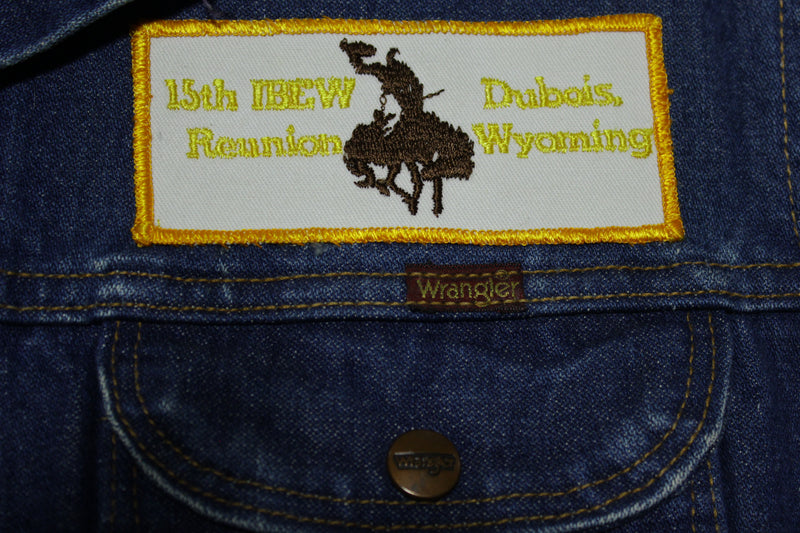 15th IBEW
Reunion
Dubois,
Wyoming
Wrangler
Wrangler